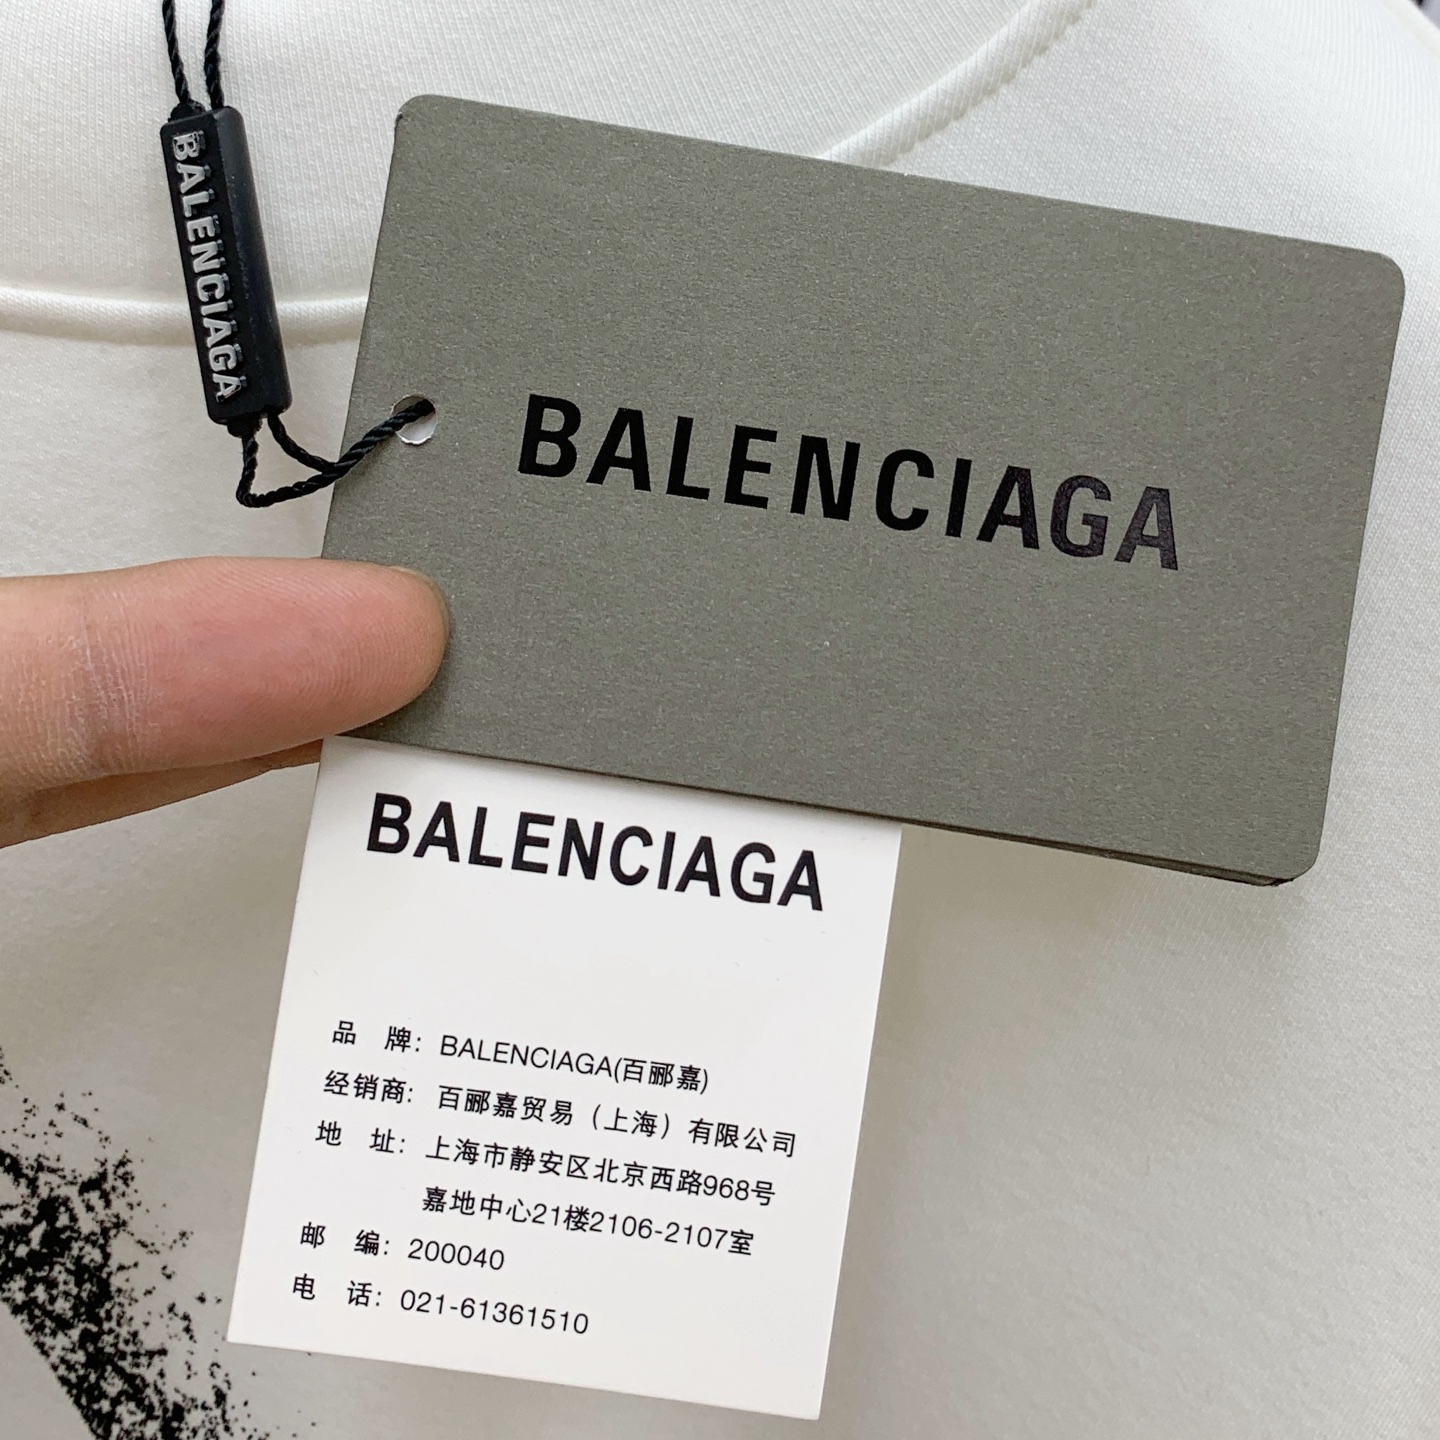 BALENCIAGA
BALENCIAGA
BALENCIAGA
品 牌：BALENCIAGA(百郦嘉)
经销商：百郦嘉贸易（上海）有限公司
地 址：上海市静安区北京西路968号
嘉地中心21楼2106-2107室
邮 编：200040
电 话：021-61361510